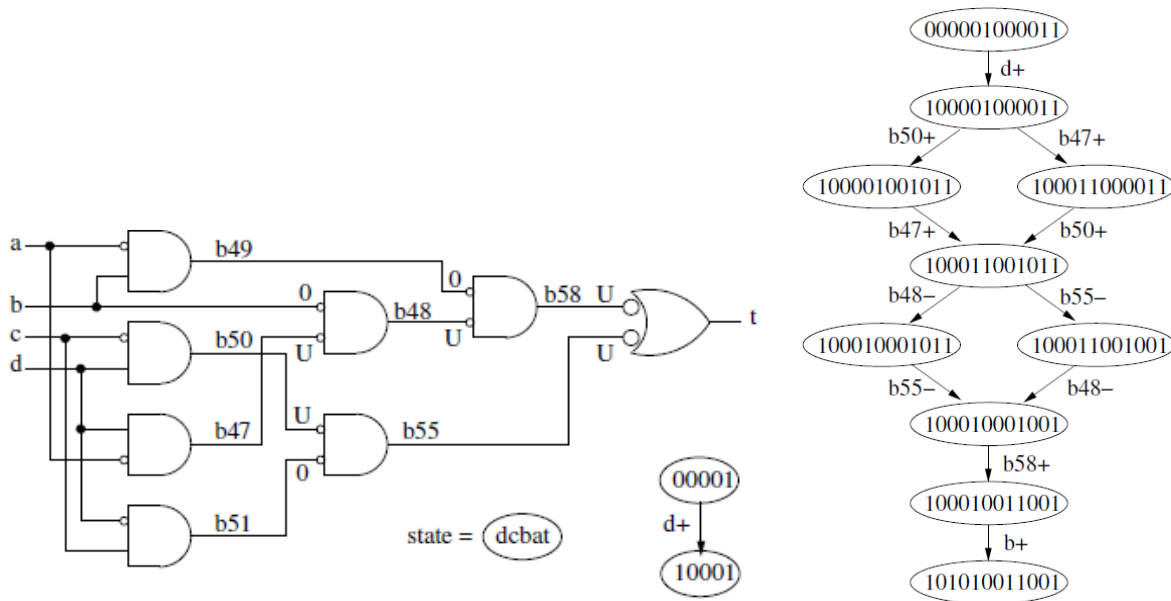 a
b
c
d
b49
b50
b47
b51
0
U
b48
U
0
b55
0
U
b58
U
U
t
state = dcbat
00001
d+
10001
000001000011
d+
100001000011
b50+ b47+
100001001011 100011000011
b47+ b50+
100011001011
b48– b55–
100010001011 100011001001
b55– b48–
100010001001
b58+
100010011001
b+
101010011001